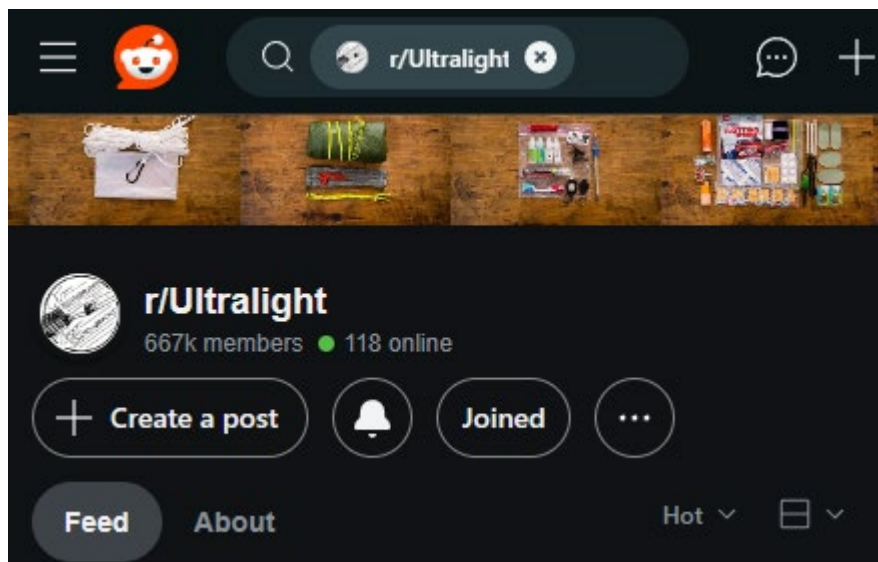 r/Ultralight
r/Ultralight
667k members 118 online
Create a post
Joined
Feed
About
Hot